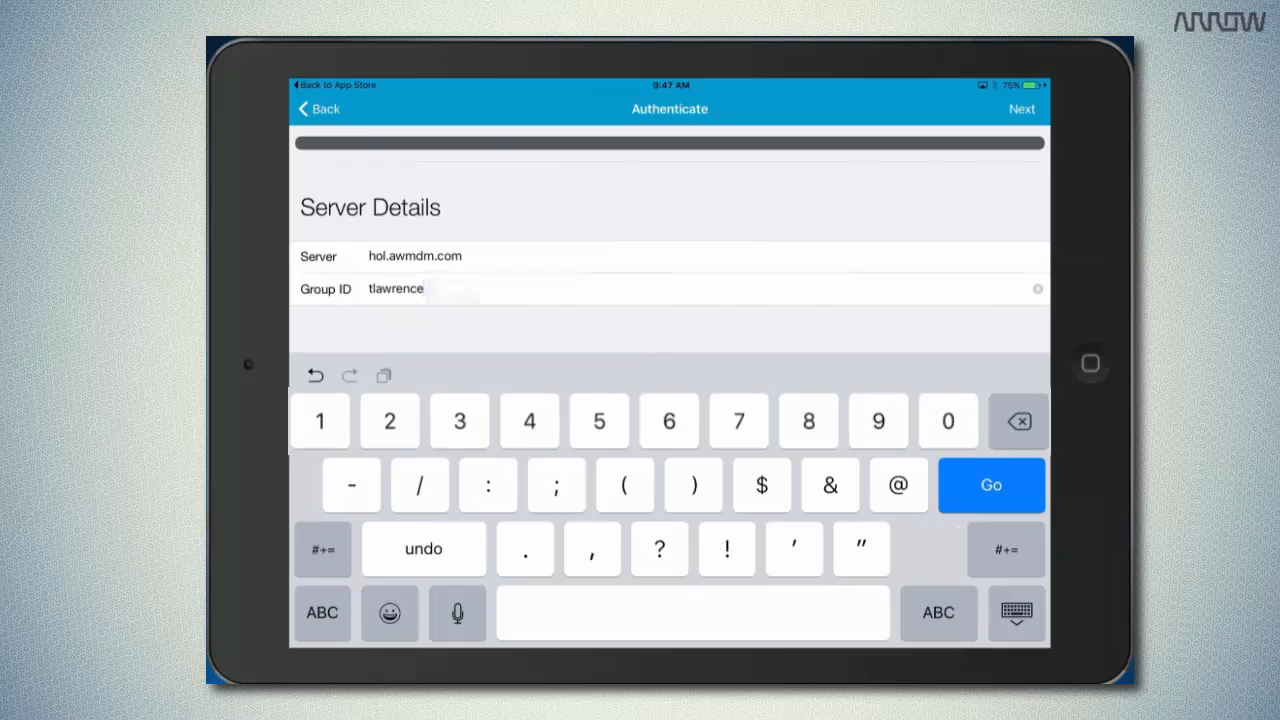 ARROW
Back to App Store
9:47 AM
75%
Back
Authenticate
Next
Server Details
Server hol.awmdm.com
Group ID tlawrence
1 2 3 4 5 6 7 8 9 0
- / : ; ( ) $ & @ Go
#+= undo . , ? ! ' " #+=
ABC ABC